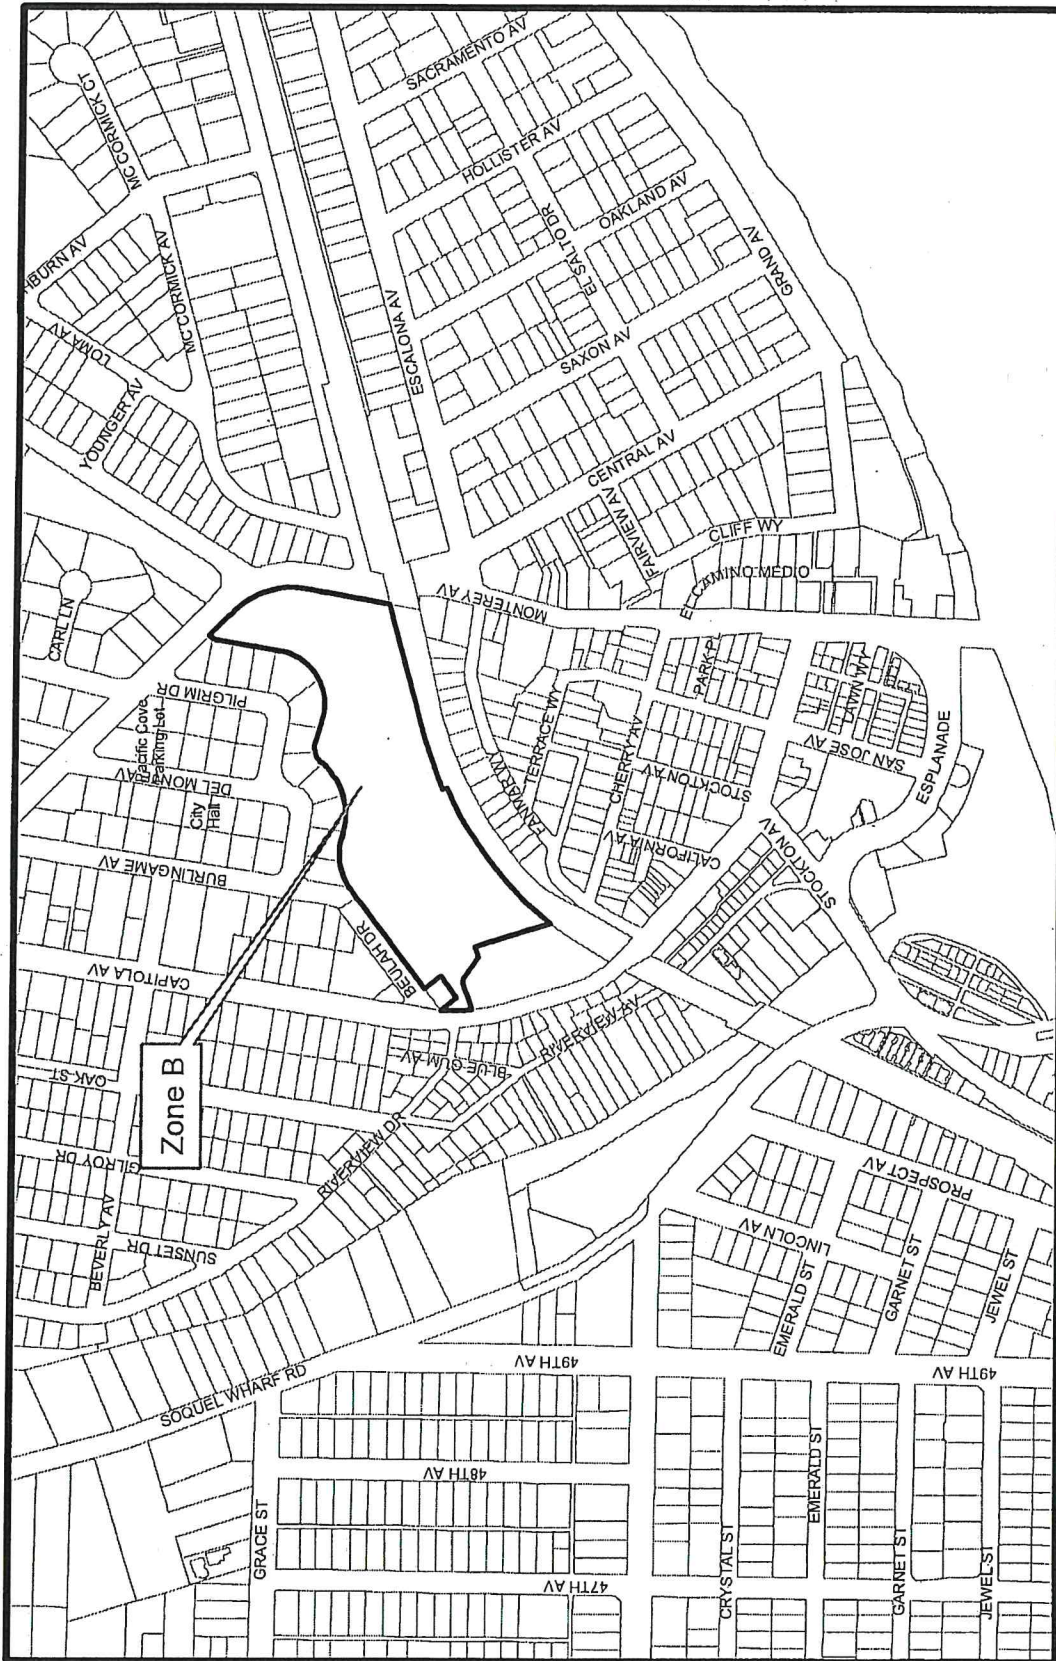 SACRAMENTO AV
MC CORMICK CT
MC CORMICK AV
HOLLISTER AV
OAKLAND AV
EL SALTO DR
HBURN AV
LOMA AV
YOUNGER AV
ESCALONA AV
GRAND AV
SAXON AV
CENTRAL AV
FAIRVIEW AV
CLIFF WY
EL CAMINO MEDIO
MONTEREY AV
CARL LN
PILGRIM DR
Pacific Cove
Parking Lot
DEL MONTE AV
City
Hall
BURLINGAME AV
CAPITOLA AV
BEULAH DR
FANMAR WY
TERRACE WY
CHERRY AV
PARK PL
LAWN WY
SAN JOSE AV
ESPLANADE
STOCKTON AV
CALIFORNIA AV
STOCKTON AV
Zone B
OAK ST
GILROY DR
BEVERLY AV
SUNSET DR
RIVERVIEW DR
BLUE GUM AV
RIVERVIEW AV
PROSPECT AV
LINCOLN AV
EMERALD ST
GARNET ST
JEWEL ST
SOQUEL WHARF RD
49TH AV
49TH AV
48TH AV
47TH AV
GRACE ST
CRYSTAL ST
EMERALD ST
GARNET ST
JEWEL ST